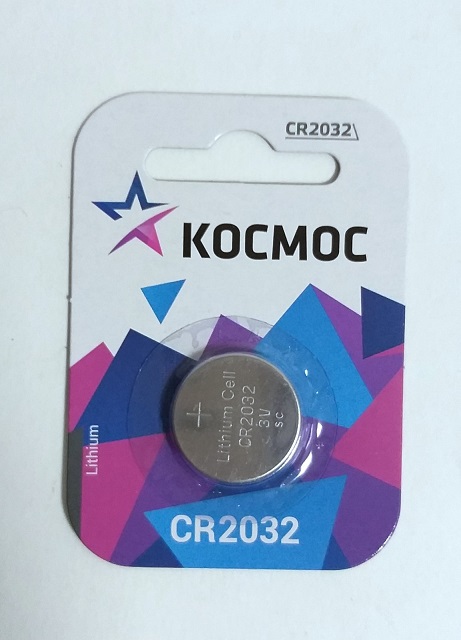 CR2032
КОСМОС
+
Lithium Cell
CR2032
3V
SC
Lithium
CR2032